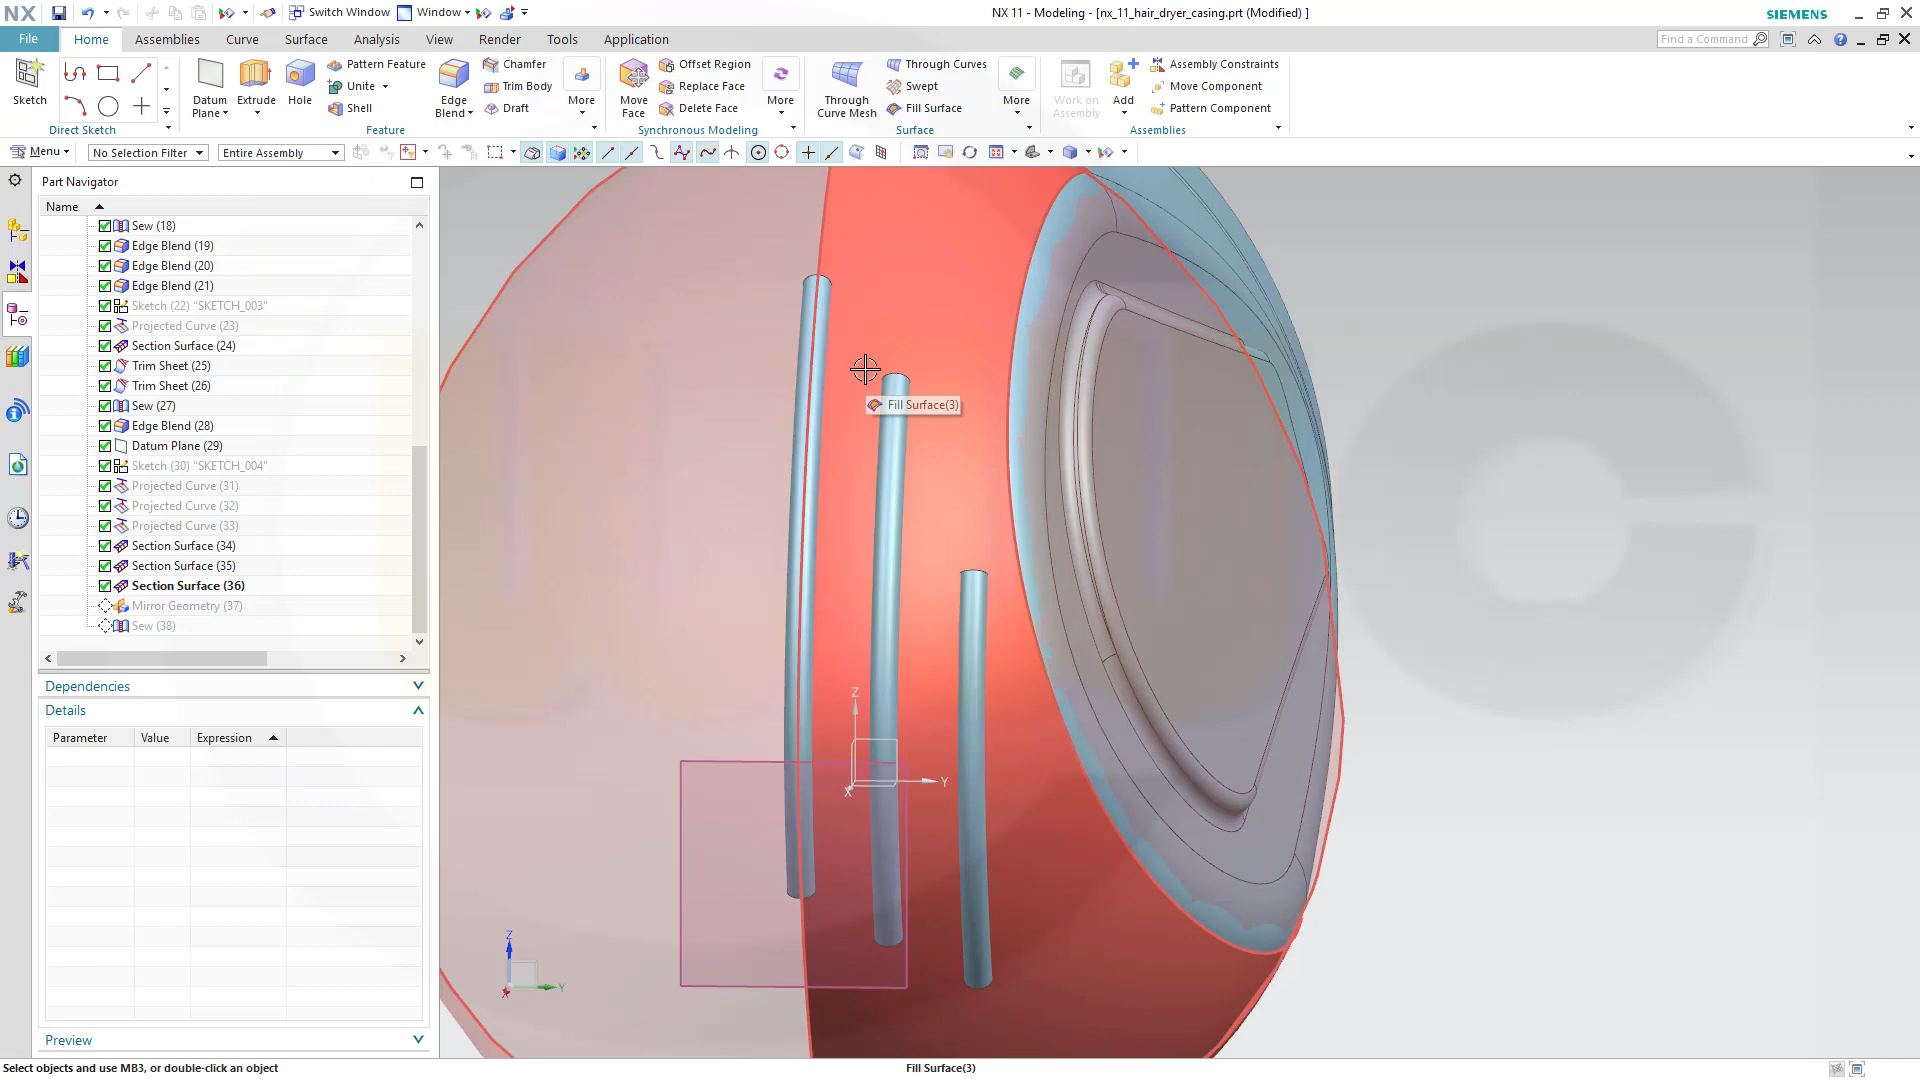 NX
Switch Window
Window
NX 11 - Modeling - [nx_11_hair_dryer_casing.prt (Modified) ]
SIEMENS
File
Home
Assemblies
Curve
Surface
Analysis
View
Render
Tools
Application
Find a Command
Sketch
Direct Sketch
Datum
Plane
Extrude
Hole
Pattern Feature
Unite
Shell
Edge
Blend
Chamfer
Trim Body
Draft
More
Feature
Move
Face
Offset Region
Replace Face
Delete Face
More
Synchronous Modeling
Through
Curve Mesh
Through Curves
Swept
Fill Surface
More
Surface
Work on
Assembly
Add
Assembly Constraints
Move Component
Pattern Component
Assemblies
Menu
No Selection Filter
Entire Assembly
Part Navigator
Name
Sew (18)
Edge Blend (19)
Edge Blend (20)
Edge Blend (21)
Sketch (22) "SKETCH_003"
Projected Curve (23)
Section Surface (24)
Trim Sheet (25)
Trim Sheet (26)
Sew (27)
Edge Blend (28)
Datum Plane (29)
Sketch (30) "SKETCH_004"
Projected Curve (31)
Projected Curve (32)
Projected Curve (33)
Section Surface (34)
Section Surface (35)
Section Surface (36)
Mirror Geometry (37)
Sew (38)
Dependencies
Details
Parameter Value Expression
Preview
Fill Surface(3)
Z
Y
X
Z
Y
X
Select objects and use MB3, or double-click an object
Fill Surface(3)